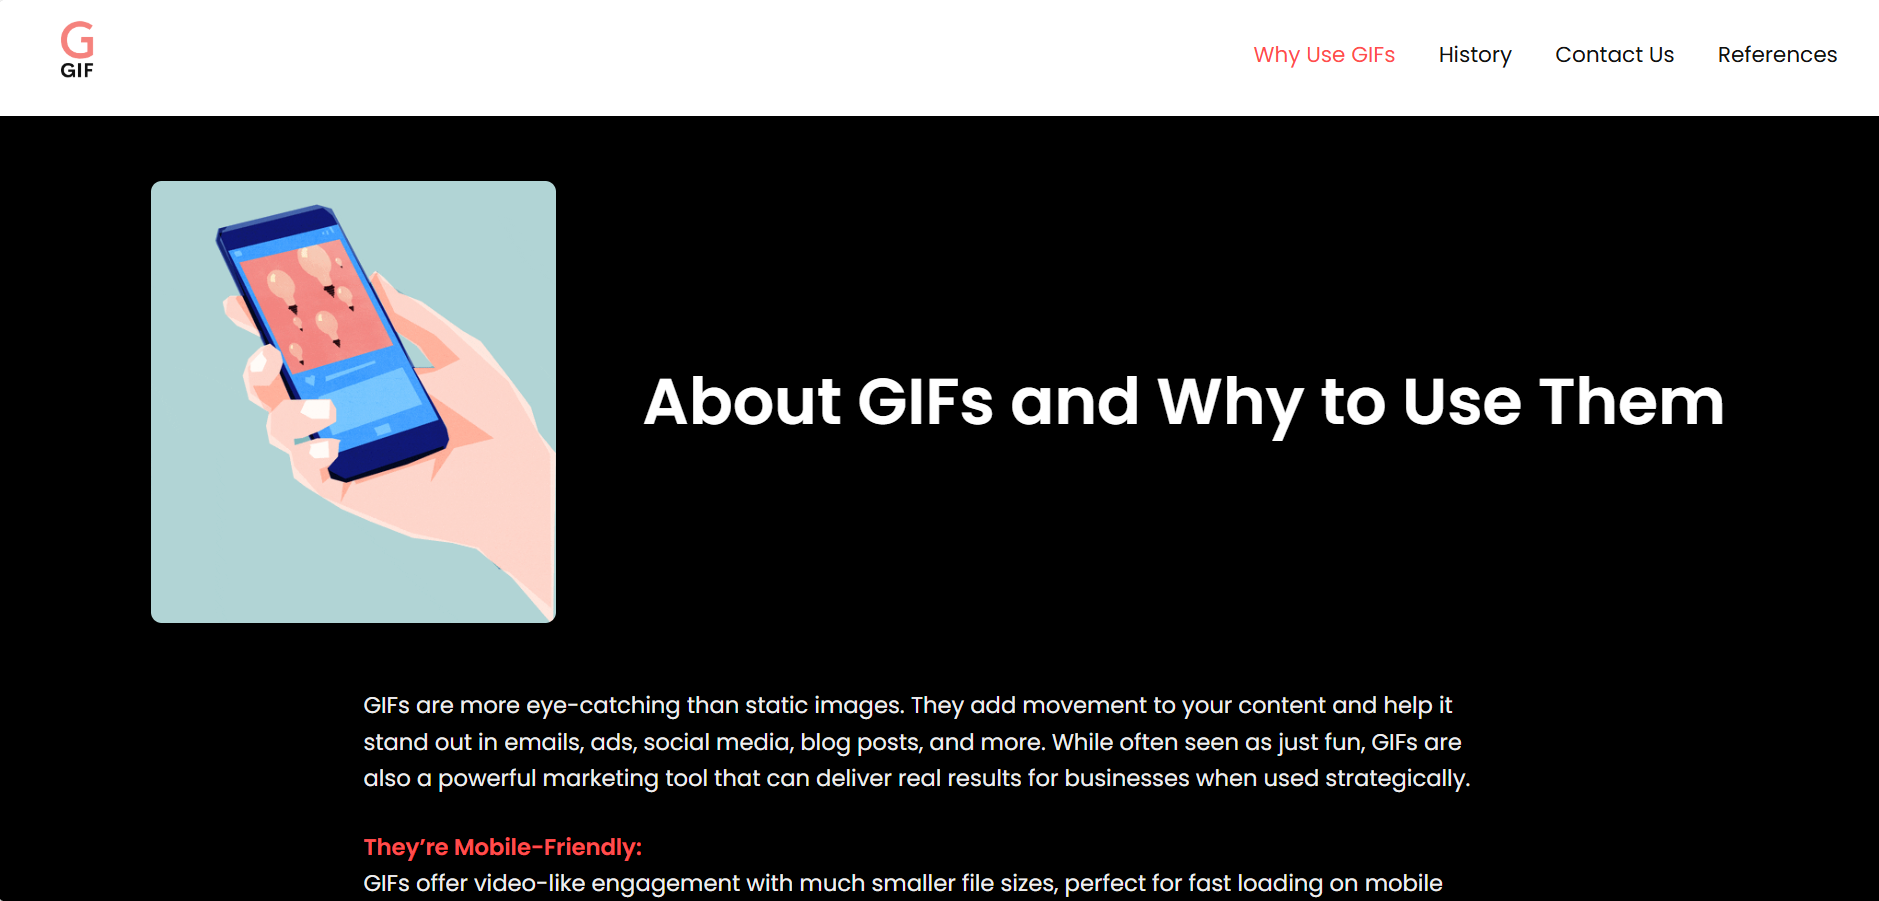 G
GIF
Why Use GIFs
History
Contact Us
References
About GIFs and Why to Use Them
GIFs are more eye-catching than static images. They add movement to your content and help it
stand out in emails, ads, social media, blog posts, and more. While often seen as just fun, GIFs are
also a powerful marketing tool that can deliver real results for businesses when used strategically.
They’re Mobile-Friendly:
GIFs offer video-like engagement with much smaller file sizes, perfect for fast loading on mobile